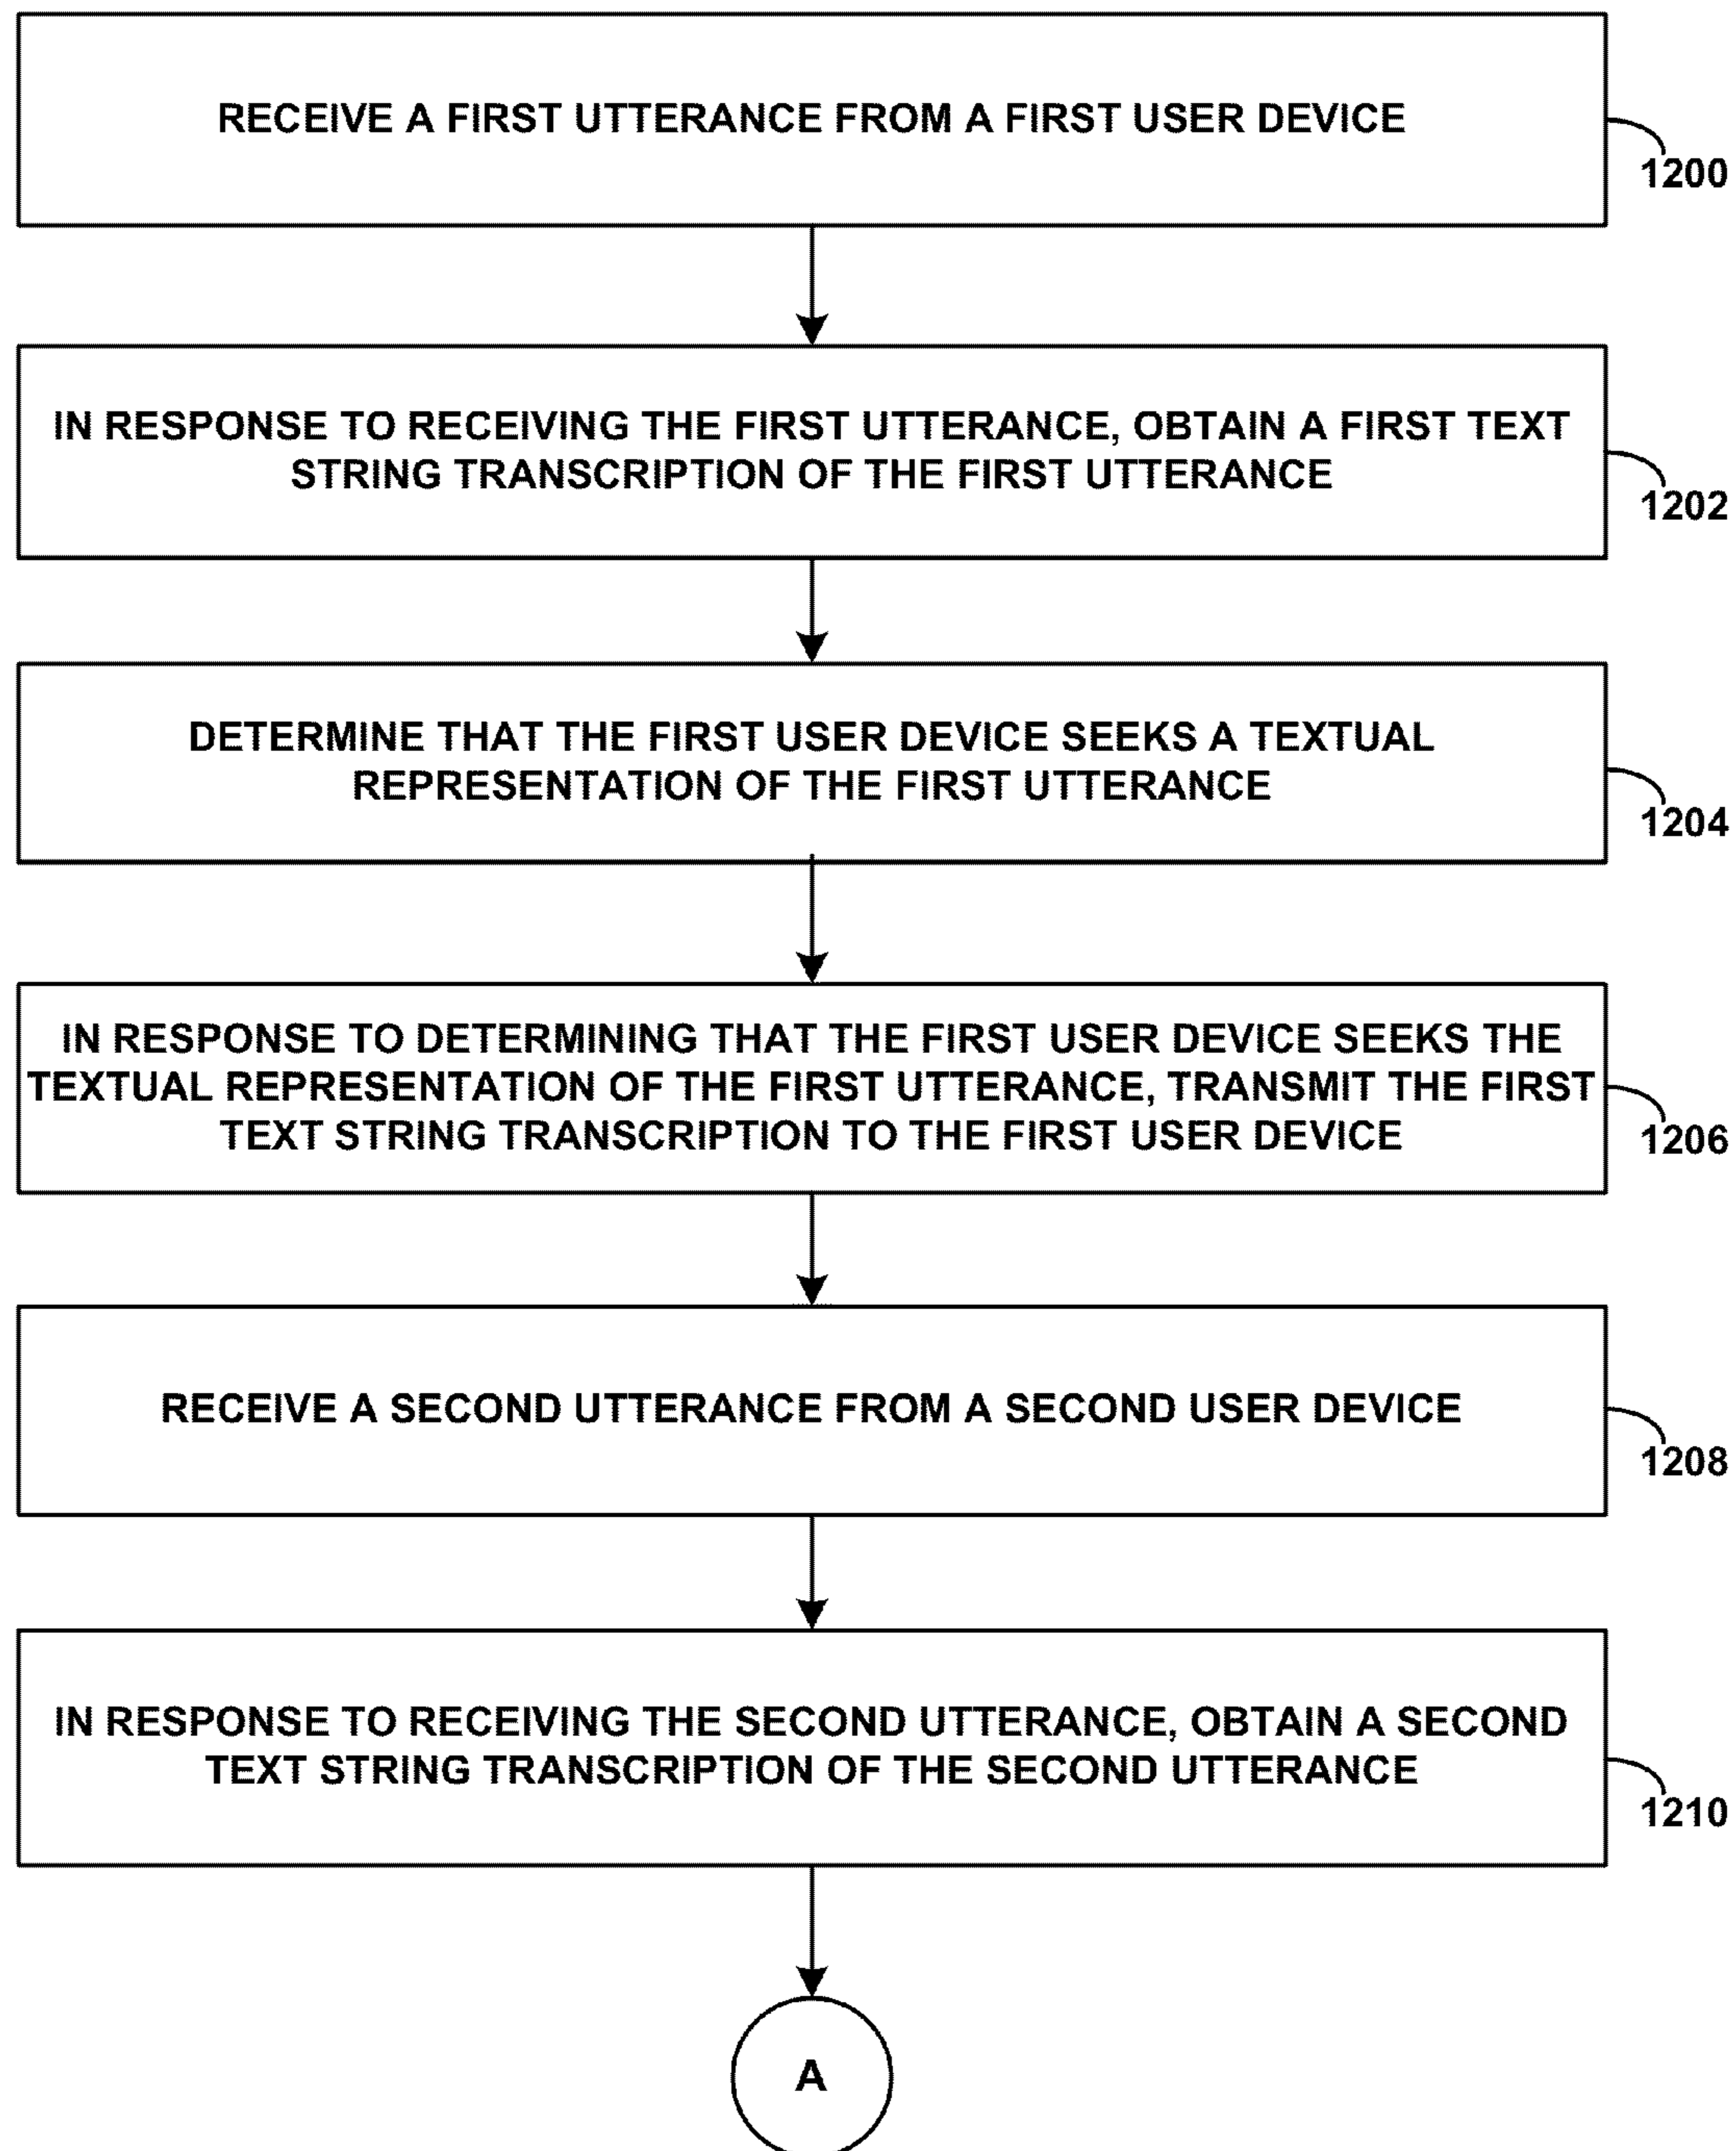 RECEIVE A FIRST UTTERANCE FROM A FIRST USER DEVICE
1200
IN RESPONSE TO RECEIVING THE FIRST UTTERANCE, OBTAIN A FIRST TEXT
STRING TRANSCRIPTION OF THE FIRST UTTERANCE
1202
DETERMINE THAT THE FIRST USER DEVICE SEEKS A TEXTUAL
REPRESENTATION OF THE FIRST UTTERANCE
1204
IN RESPONSE TO DETERMINING THAT THE FIRST USER DEVICE SEEKS THE
TEXTUAL REPRESENTATION OF THE FIRST UTTERANCE, TRANSMIT THE FIRST
TEXT STRING TRANSCRIPTION TO THE FIRST USER DEVICE
1206
RECEIVE A SECOND UTTERANCE FROM A SECOND USER DEVICE
1208
IN RESPONSE TO RECEIVING THE SECOND UTTERANCE, OBTAIN A SECOND
TEXT STRING TRANSCRIPTION OF THE SECOND UTTERANCE
1210
A